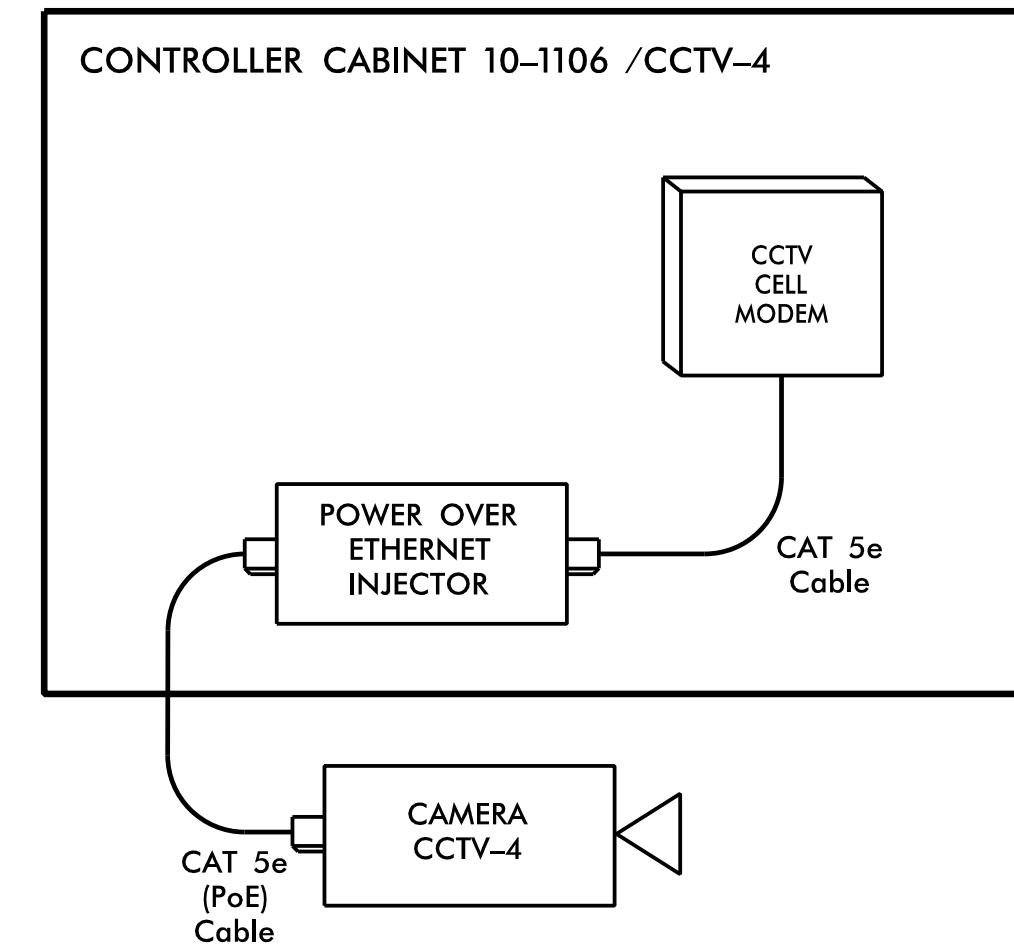 CONTROLLER CABINET 10–1106 /CCTV–4
CCTV
CELL
MODEM
POWER OVER
ETHERNET
INJECTOR
CAT 5e
Cable
CAMERA
CCTV–4
CAT 5e
(PoE)
Cable